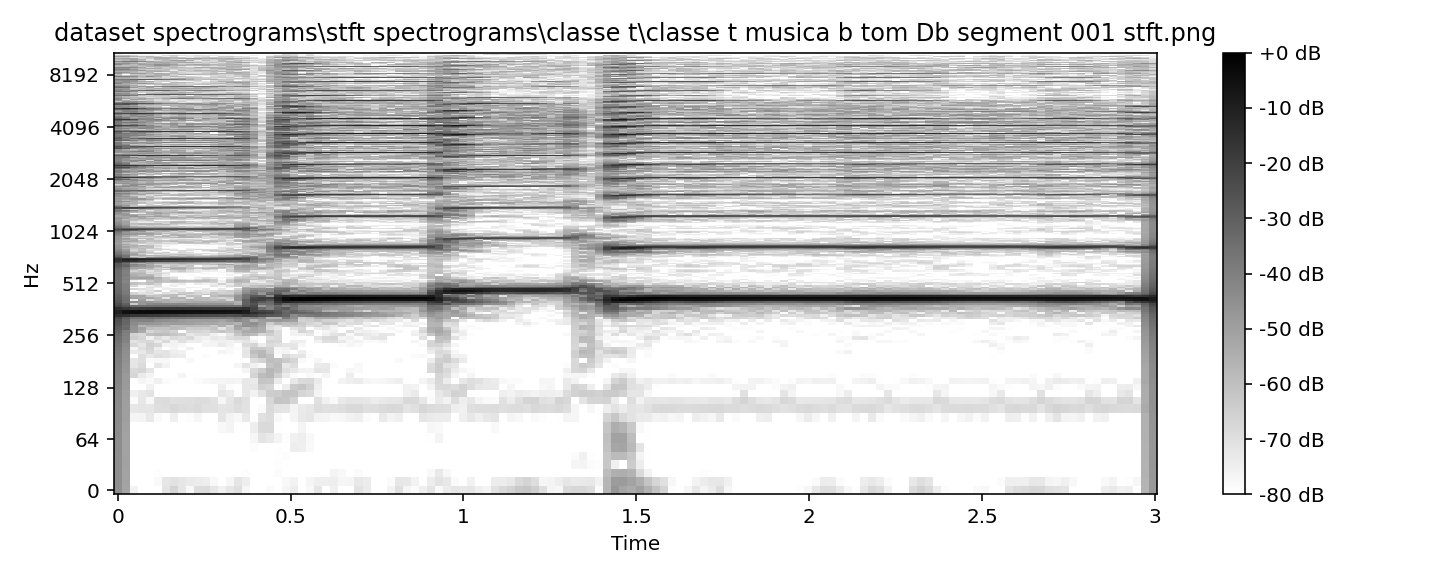 dataset spectrograms\stft spectrograms\classe t\classe t musica b tom Db segment 001 stft.png
Hz
8192
4096
2048
1024
512
256
128
64
0
0
0.5
1
1.5
2
2.5
3
Time
+0 dB
-10 dB
-20 dB
-30 dB
-40 dB
-50 dB
-60 dB
-70 dB
-80 dB